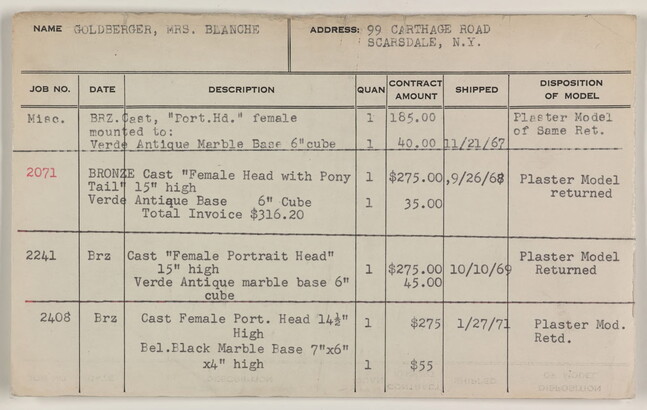 NAME GOLDBERGER, MRS. BLANCHE ADDRESS: 99 CARTHAGE ROAD
SCARSDALE, N.Y.
JOB NO. DATE DESCRIPTION QUAN CONTRACT AMOUNT SHIPPED DISPOSITION OF MODEL
Misc. BRZ.Cast, "Port.Hd." female 1 185.00 Plaster Model
mounted to: of Same Ret.
Verde Antique Marble Base 6"cube 1 40.00 11/21/67
2071 BRONZE Cast "Female Head with Pony 1 $275.00,9/26/68 Plaster Model
Tail" 15" high returned
Verde Antique Base 6" Cube 1 35.00
Total Invoice $316.20
2241 Brz Cast "Female Portrait Head" Plaster Model
15" high 1 $275.00 10/10/69 Returned
Verde Antique marble base 6" 45.00
cube
2408 Brz Cast Female Port. Head 14½" 1 $275 1/27/71 Plaster Mod.
High Retd.
Bel.Black Marble Base 7"x6"
x4" high 1 $55